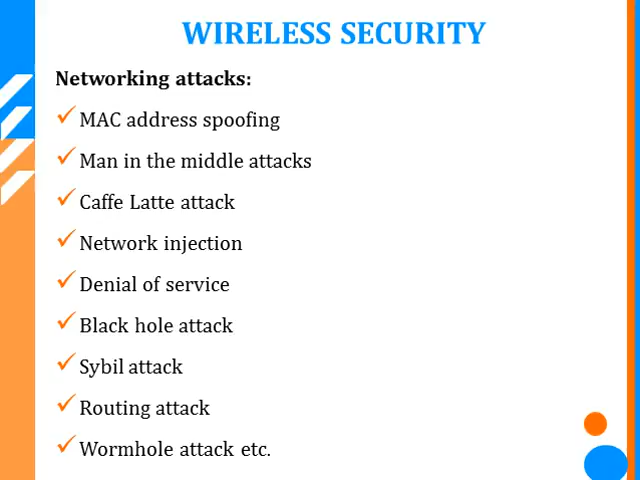 WIRELESS SECURITY
Networking attacks:
MAC address spoofing
Man in the middle attacks
Caffe Latte attack
Network injection
Denial of service
Black hole attack
Sybil attack
Routing attack
Wormhole attack etc.